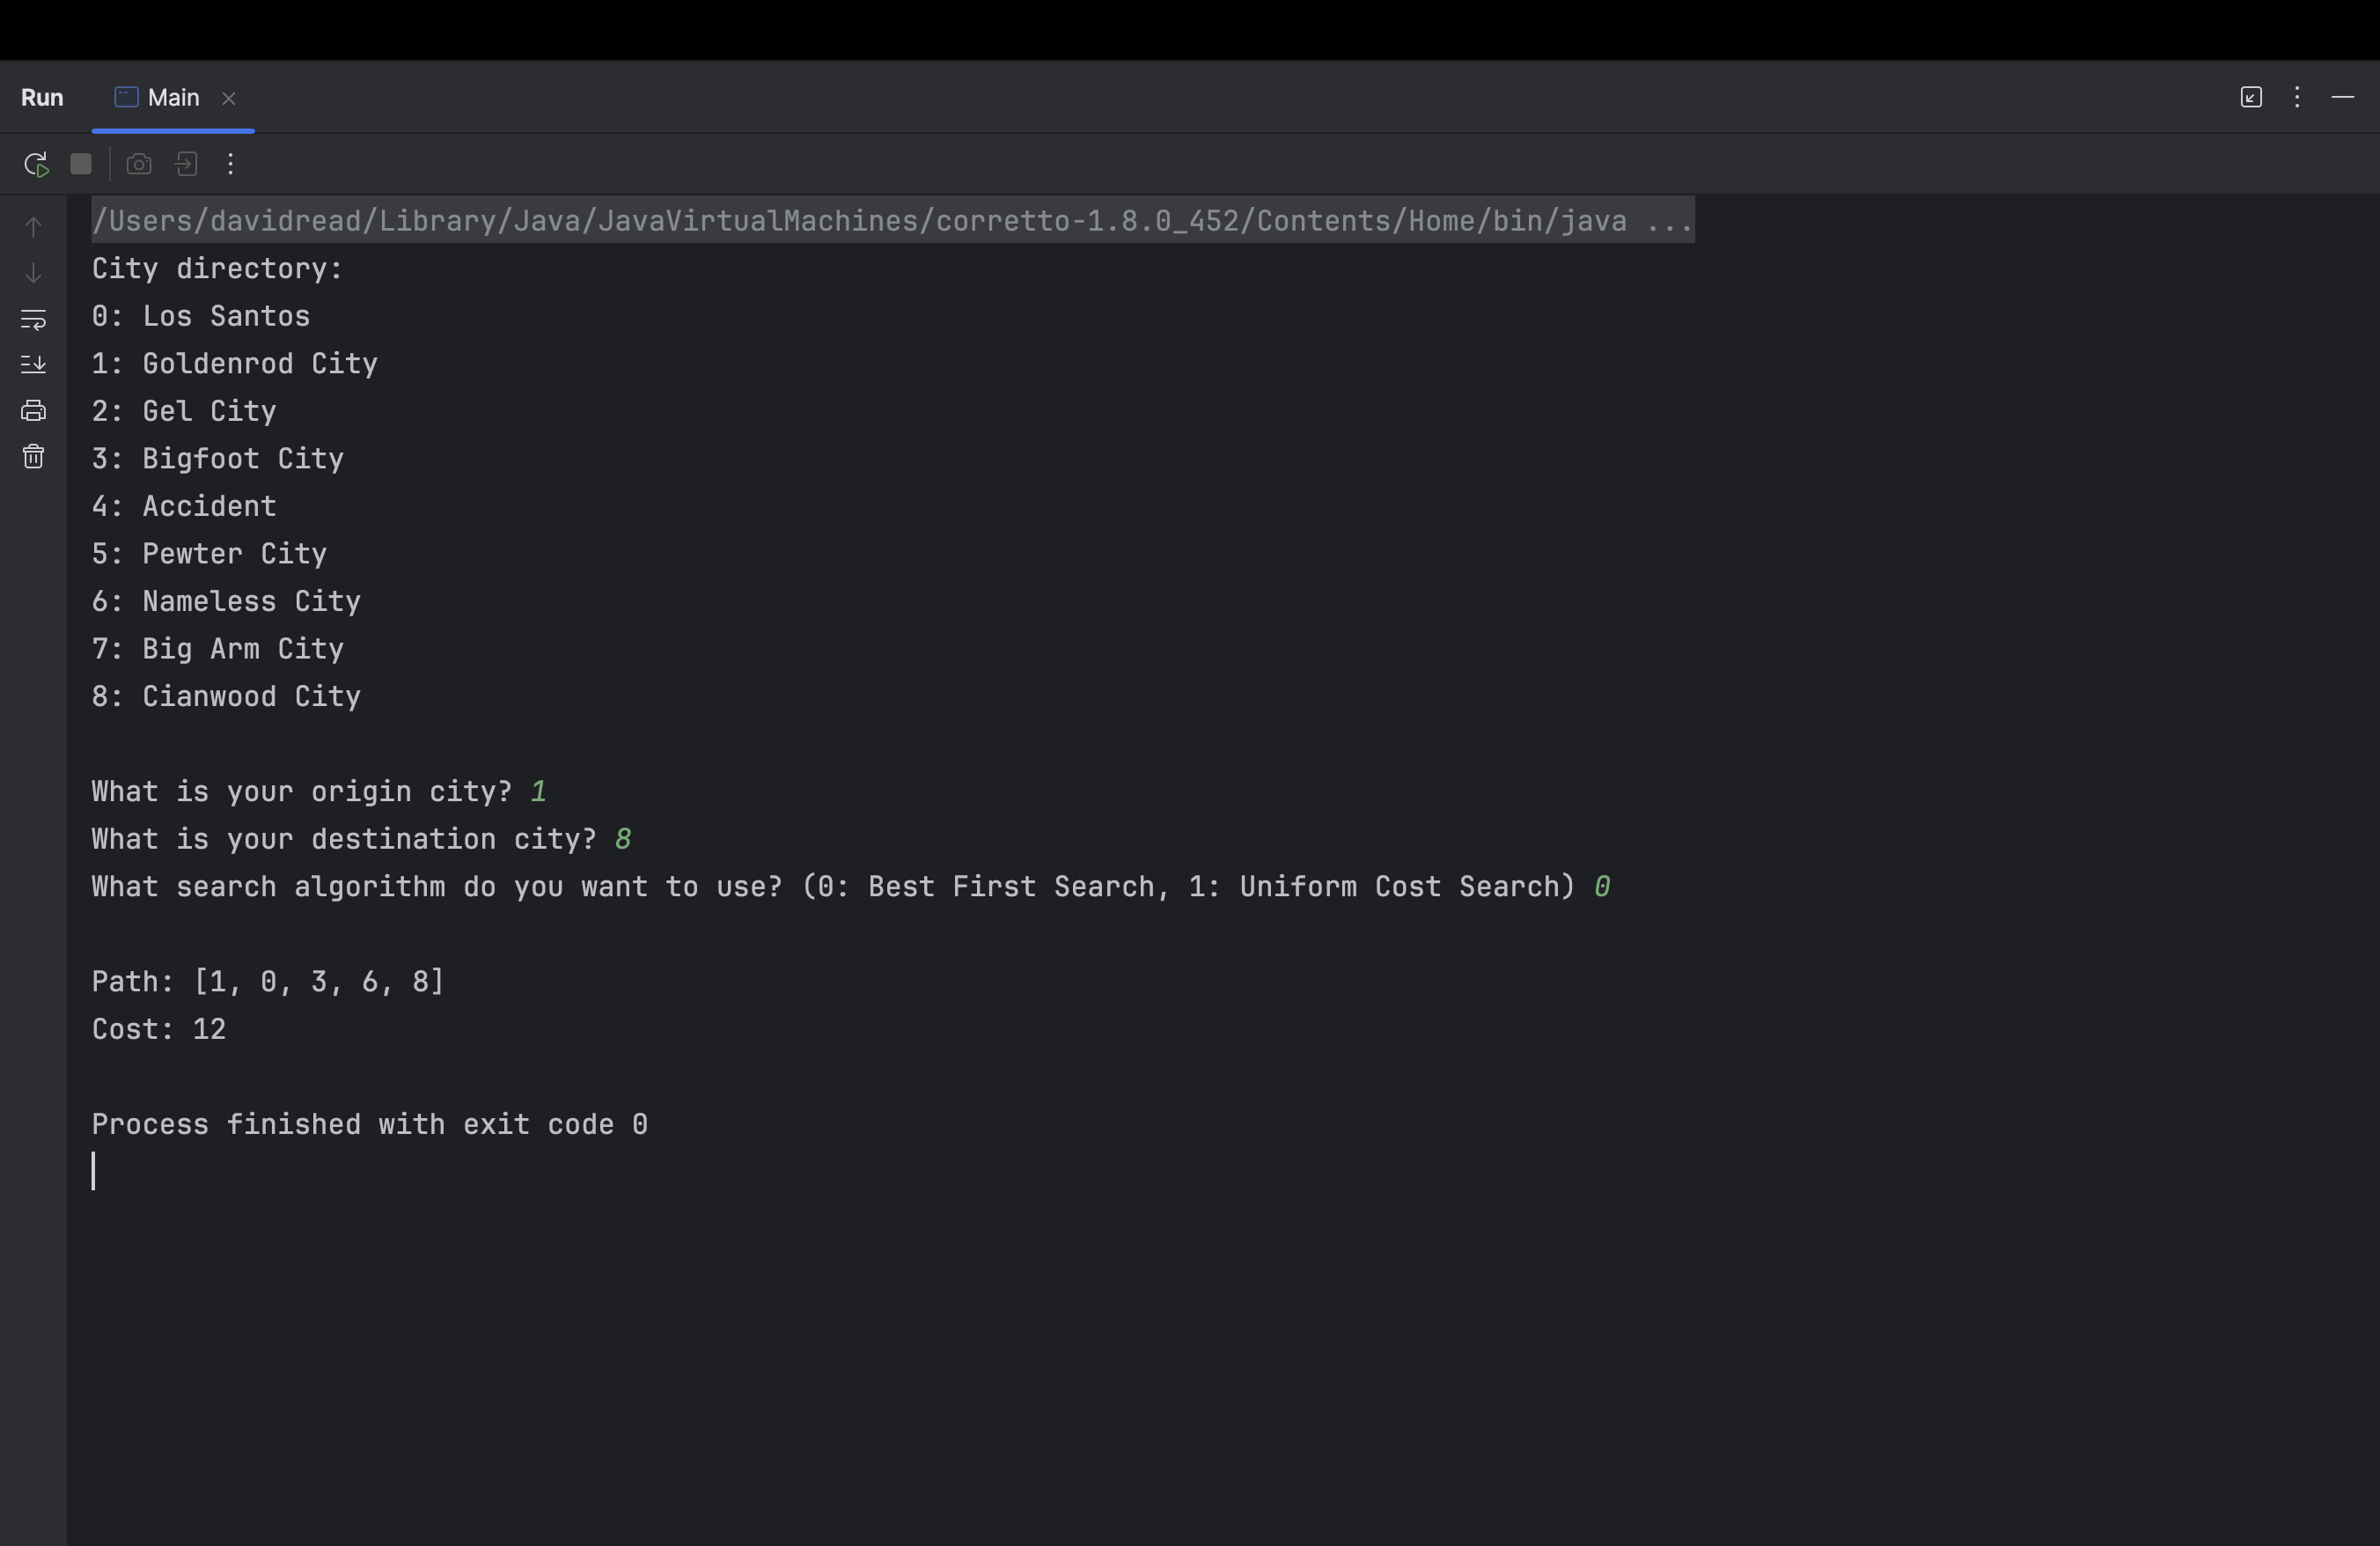 Run Main
/Users/davidread/Library/Java/JavaVirtualMachines/corretto-1.8.0_452/Contents/Home/bin/java ...
City directory:
0: Los Santos
1: Goldenrod City
2: Gel City
3: Bigfoot City
4: Accident
5: Pewter City
6: Nameless City
7: Big Arm City
8: Cianwood City
What is your origin city? 1
What is your destination city? 8
What search algorithm do you want to use? (0: Best First Search, 1: Uniform Cost Search) 0
Path: [1, 0, 3, 6, 8]
Cost: 12
Process finished with exit code 0